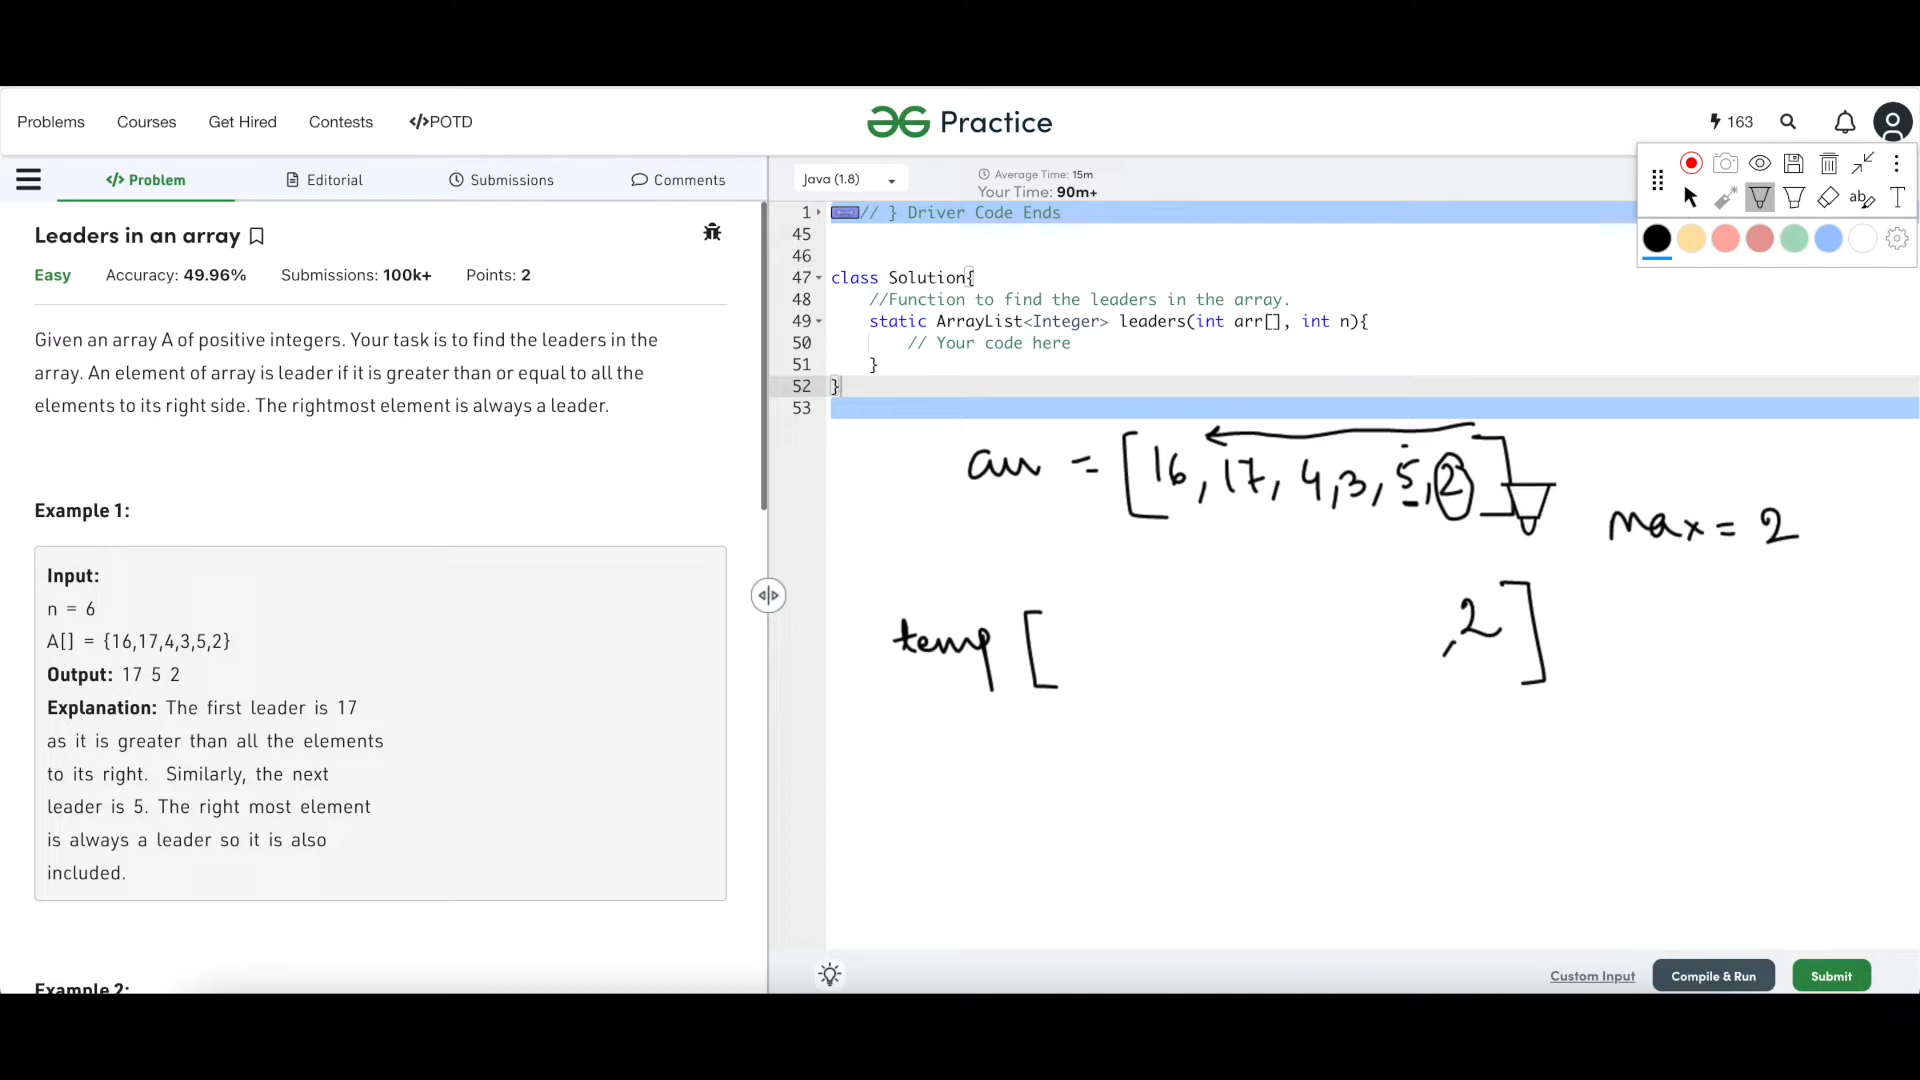 Problems Courses Get Hired Contests </>POTD
Practice
163
</> Problem Editorial Submissions Comments
Java (1.8)
Average Time: 15m
Your Time: 90m+
Leaders in an array
Easy Accuracy: 49.96% Submissions: 100k+ Points: 2
Given an array A of positive integers. Your task is to find the leaders in the
array. An element of array is leader if it is greater than or equal to all the
elements to its right side. The rightmost element is always a leader.
Example 1:
Input:
n = 6
A[] = {16,17,4,3,5,2}
Output: 17 5 2
Explanation: The first leader is 17
as it is greater than all the elements
to its right. Similarly, the next
leader is 5. The right most element
is always a leader so it is also
included.
Example 2:
1 // } Driver Code Ends
45
46
47 class Solution{
48 //Function to find the leaders in the array.
49 static ArrayList<Integer> leaders(int arr[], int n){
50 // Your code here
51 }
52 }
53
arr = [16, 17, 4, 3, 5, 2]
max = 2
temp [ , 2 ]
Custom Input Compile & Run Submit
ab T